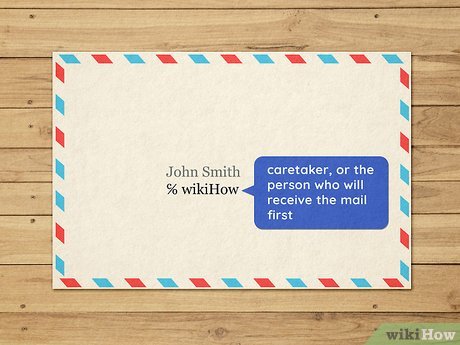 John Smith
℅ wikiHow
caretaker, or the
person who will
receive the mail
first
wikiHow